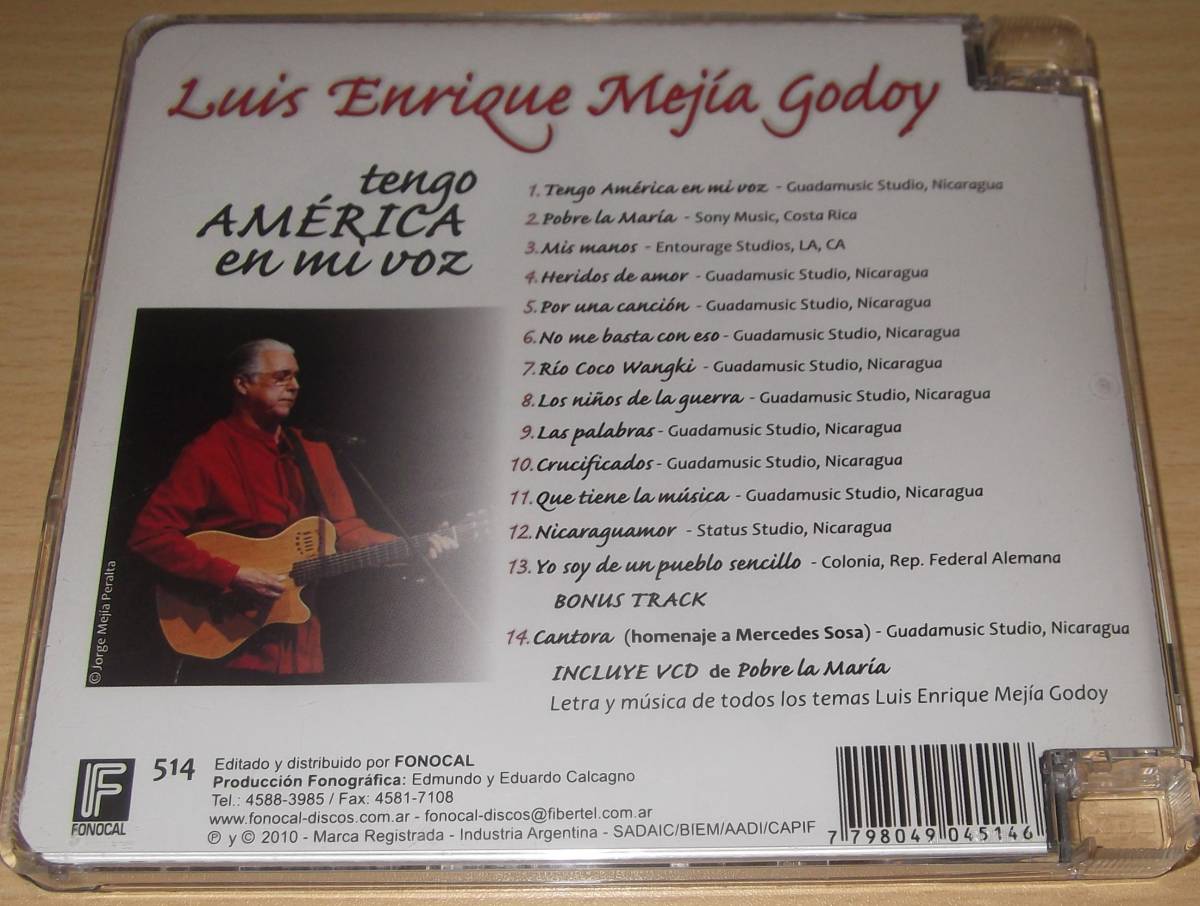 Luis Enrique Mejía Godoy
tengo
AMÉRICA
en mi voz
1. Tengo América en mi voz - Guadamusic Studio, Nicaragua
2. Pobre la María - Sony Music, Costa Rica
3. Mis manos - Entourage Studios, LA, CA
4. Heridos de amor - Guadamusic Studio, Nicaragua
5. Por una canción - Guadamusic Studio, Nicaragua
6. No me basta con eso - Guadamusic Studio, Nicaragua
7. Río Coco Wangki - Guadamusic Studio, Nicaragua
8. Los niños de la guerra - Guadamusic Studio, Nicaragua
9. Las palabras - Guadamusic Studio, Nicaragua
10. Crucificados - Guadamusic Studio, Nicaragua
11. Que tiene la música - Guadamusic Studio, Nicaragua
12. Nicaraguamor - Status Studio, Nicaragua
13. Yo soy de un pueblo sencillo - Colonia, Rep. Federal Alemana
BONUS TRACK
14. Cantora (homenaje a Mercedes Sosa) - Guadamusic Studio, Nicaragua
INCLUYE VCD de Pobre la María
Letra y música de todos los temas Luis Enrique Mejía Godoy
© Jorge Mejía Peralta
FONOCAL
514
Editado y distribuido por FONOCAL
Producción Fonográfica: Edmundo y Eduardo Calcagno
Tel.: 4588-3985 / Fax: 4581-7108
www.fonocal-discos.com.ar - fonocal-discos@fibertel.com.ar
℗ y © 2010 - Marca Registrada - Industria Argentina - SADAIC/BIEM/AADI/CAPIF
7 798049 045146